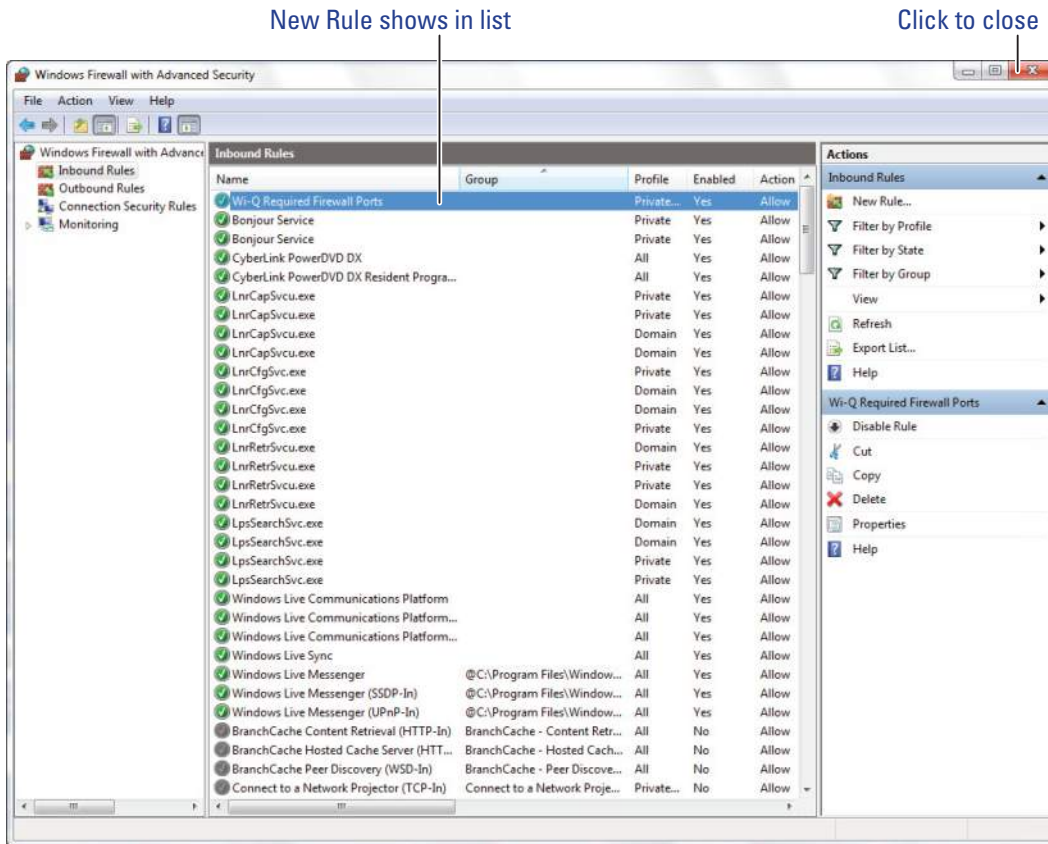 New Rule shows in list
Click to close
Windows Firewall with Advanced Security
File Action View Help
Windows Firewall with Advance
Inbound Rules
Outbound Rules
Connection Security Rules
Monitoring
Inbound Rules
Name Group Profile Enabled Action
Wi-Q Required Firewall Ports Private... Yes Allow
Bonjour Service Private Yes Allow
Bonjour Service Private Yes Allow
CyberLink PowerDVD DX All Yes Allow
CyberLink PowerDVD DX Resident Progra... All Yes Allow
LnrCapSvcu.exe Private Yes Allow
LnrCapSvcu.exe Private Yes Allow
LnrCapSvcu.exe Domain Yes Allow
LnrCapSvcu.exe Domain Yes Allow
LnrCfgSvc.exe Private Yes Allow
LnrCfgSvc.exe Domain Yes Allow
LnrCfgSvc.exe Domain Yes Allow
LnrCfgSvc.exe Private Yes Allow
LnrRetrSvcu.exe Domain Yes Allow
LnrRetrSvcu.exe Private Yes Allow
LnrRetrSvcu.exe Private Yes Allow
LnrRetrSvcu.exe Domain Yes Allow
LpsSearchSvc.exe Domain Yes Allow
LpsSearchSvc.exe Domain Yes Allow
LpsSearchSvc.exe Private Yes Allow
LpsSearchSvc.exe Private Yes Allow
Windows Live Communications Platform All Yes Allow
Windows Live Communications Platform... All Yes Allow
Windows Live Communications Platform... All Yes Allow
Windows Live Sync All Yes Allow
Windows Live Messenger @C:\Program Files\Window... All Yes Allow
Windows Live Messenger (SSDP-In) @C:\Program Files\Window... All Yes Allow
Windows Live Messenger (UPnP-In) @C:\Program Files\Window... All Yes Allow
BranchCache Content Retrieval (HTTP-In) BranchCache - Content Retr... All No Allow
BranchCache Hosted Cache Server (HTT... BranchCache - Hosted Cach... All No Allow
BranchCache Peer Discovery (WSD-In) BranchCache - Peer Discove... All No Allow
Connect to a Network Projector (TCP-In) Connect to a Network Proje... Private... No Allow
Actions
Inbound Rules
New Rule...
Filter by Profile
Filter by State
Filter by Group
View
Refresh
Export List...
Help
Wi-Q Required Firewall Ports
Disable Rule
Cut
Copy
Delete
Properties
Help